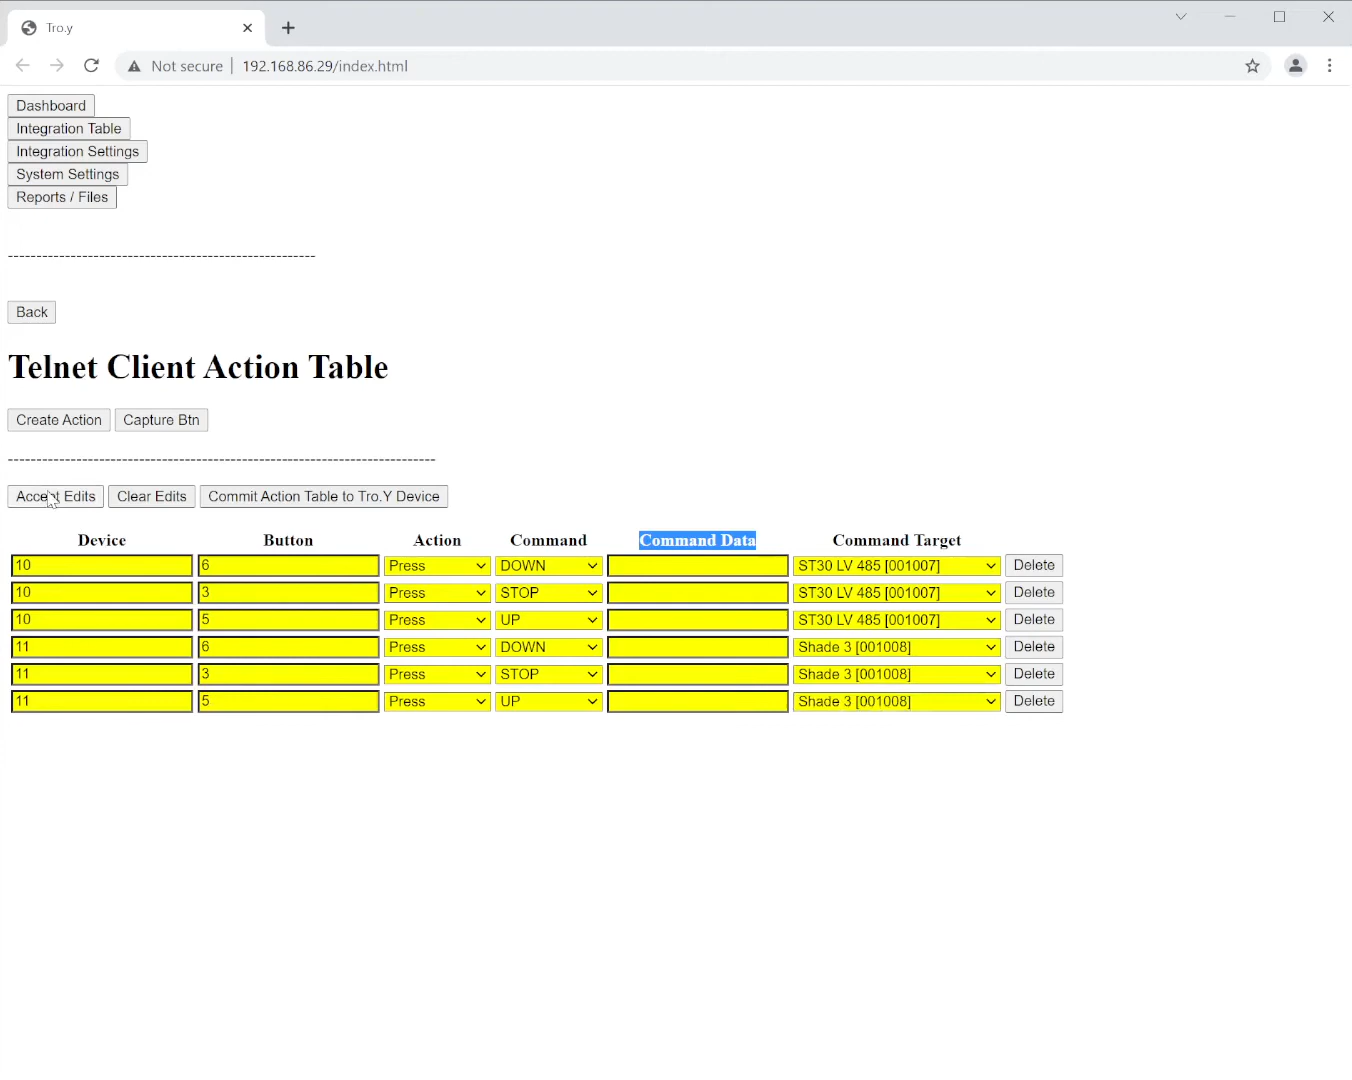 Tro.y
Not secure | 192.168.86.29/index.html
Dashboard
Integration Table
Integration Settings
System Settings
Reports / Files
------------------------------------------------------
Back
Telnet Client Action Table
Create Action Capture Btn
---------------------------------------------------------------------------
Accept Edits Clear Edits Commit Action Table to Tro.Y Device
Device Button Action Command Command Data Command Target
10 6 Press DOWN ST30 LV 485 [001007] Delete
10 3 Press STOP ST30 LV 485 [001007] Delete
10 5 Press UP ST30 LV 485 [001007] Delete
11 6 Press DOWN Shade 3 [001008] Delete
11 3 Press STOP Shade 3 [001008] Delete
11 5 Press UP Shade 3 [001008] Delete